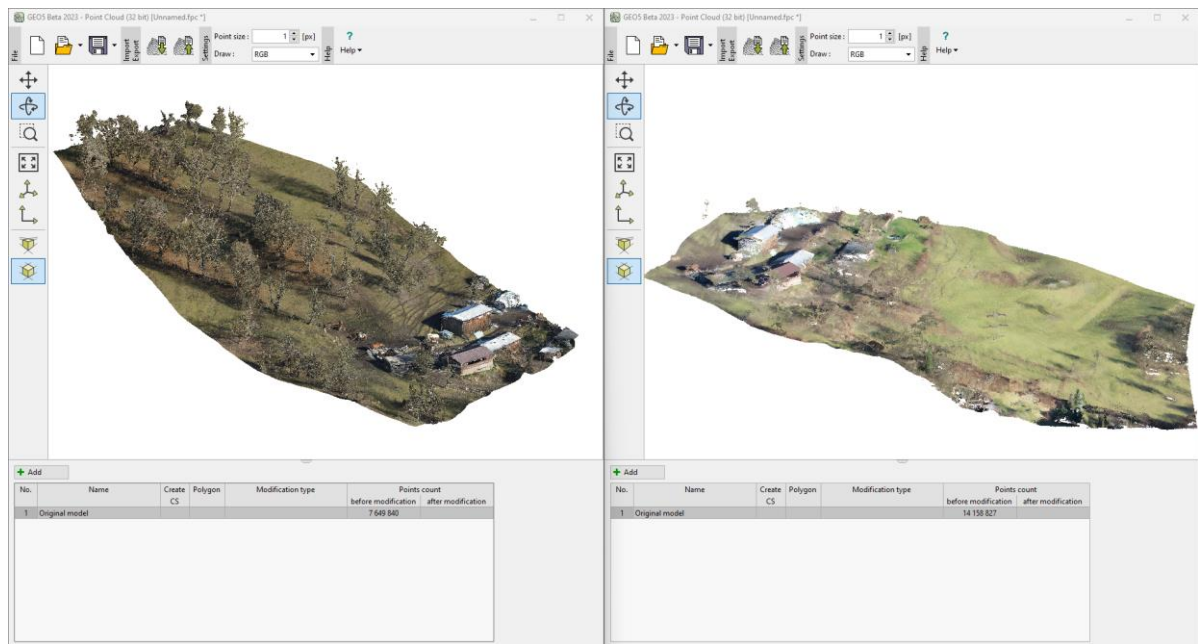 GEO5 Beta 2023 - Point Cloud (32 bit) [Unnamed.fpc *]
File
Import
Export
Settings
Point size : 1 [px]
Draw : RGB
Help
?
Help
+ Add
No. Name Create CS Polygon Modification type Points count
before modification after modification
1 Original model 7 649 840
GEO5 Beta 2023 - Point Cloud (32 bit) [Unnamed.fpc *]
File
Import
Export
Settings
Point size : 1 [px]
Draw : RGB
Help
?
Help
+ Add
No. Name Create CS Polygon Modification type Points count
before modification after modification
1 Original model 14 158 827